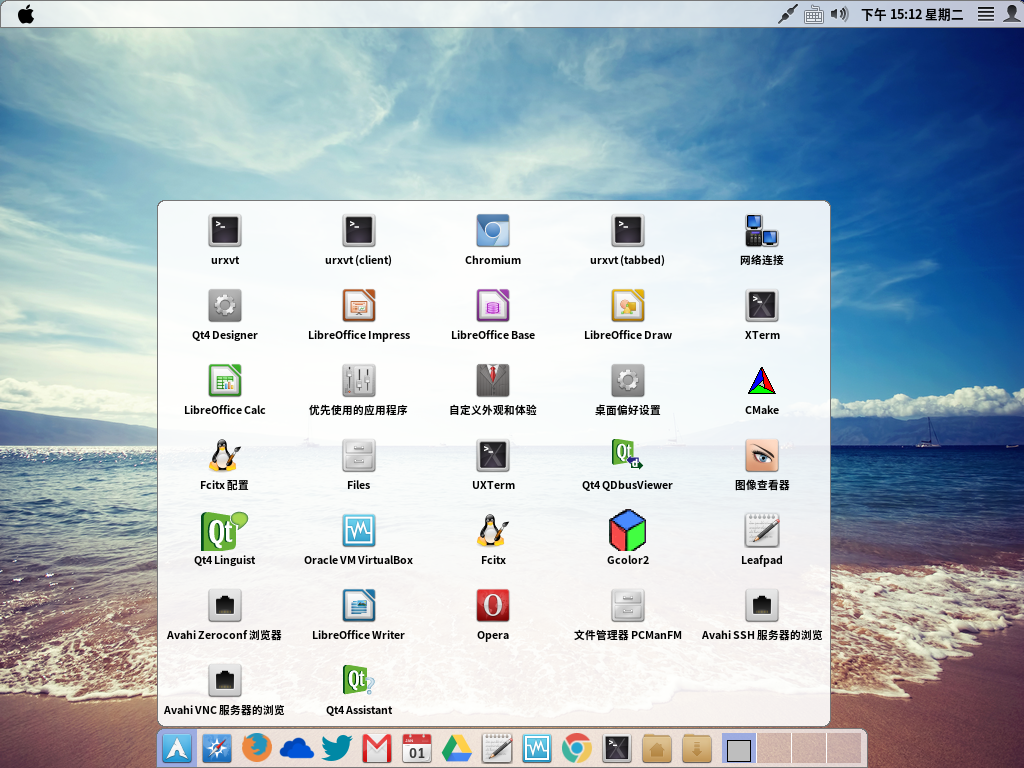 下午 15:12 星期二
urxvt
urxvt (client)
Chromium
urxvt (tabbed)
网络连接
Qt4 Designer
LibreOffice Impress
LibreOffice Base
LibreOffice Draw
XTerm
LibreOffice Calc
优先使用的应用程序
自定义外观和体验
桌面偏好设置
CMake
Fcitx 配置
Files
UXTerm
Qt4 QDbusViewer
图像查看器
Qt4 Linguist
Oracle VM VirtualBox
Fcitx
Gcolor2
Leafpad
Avahi Zeroconf 浏览器
LibreOffice Writer
Opera
文件管理器 PCManFM
Avahi SSH 服务器的浏览
Avahi VNC 服务器的浏览
Qt4 Assistant
JAN
01